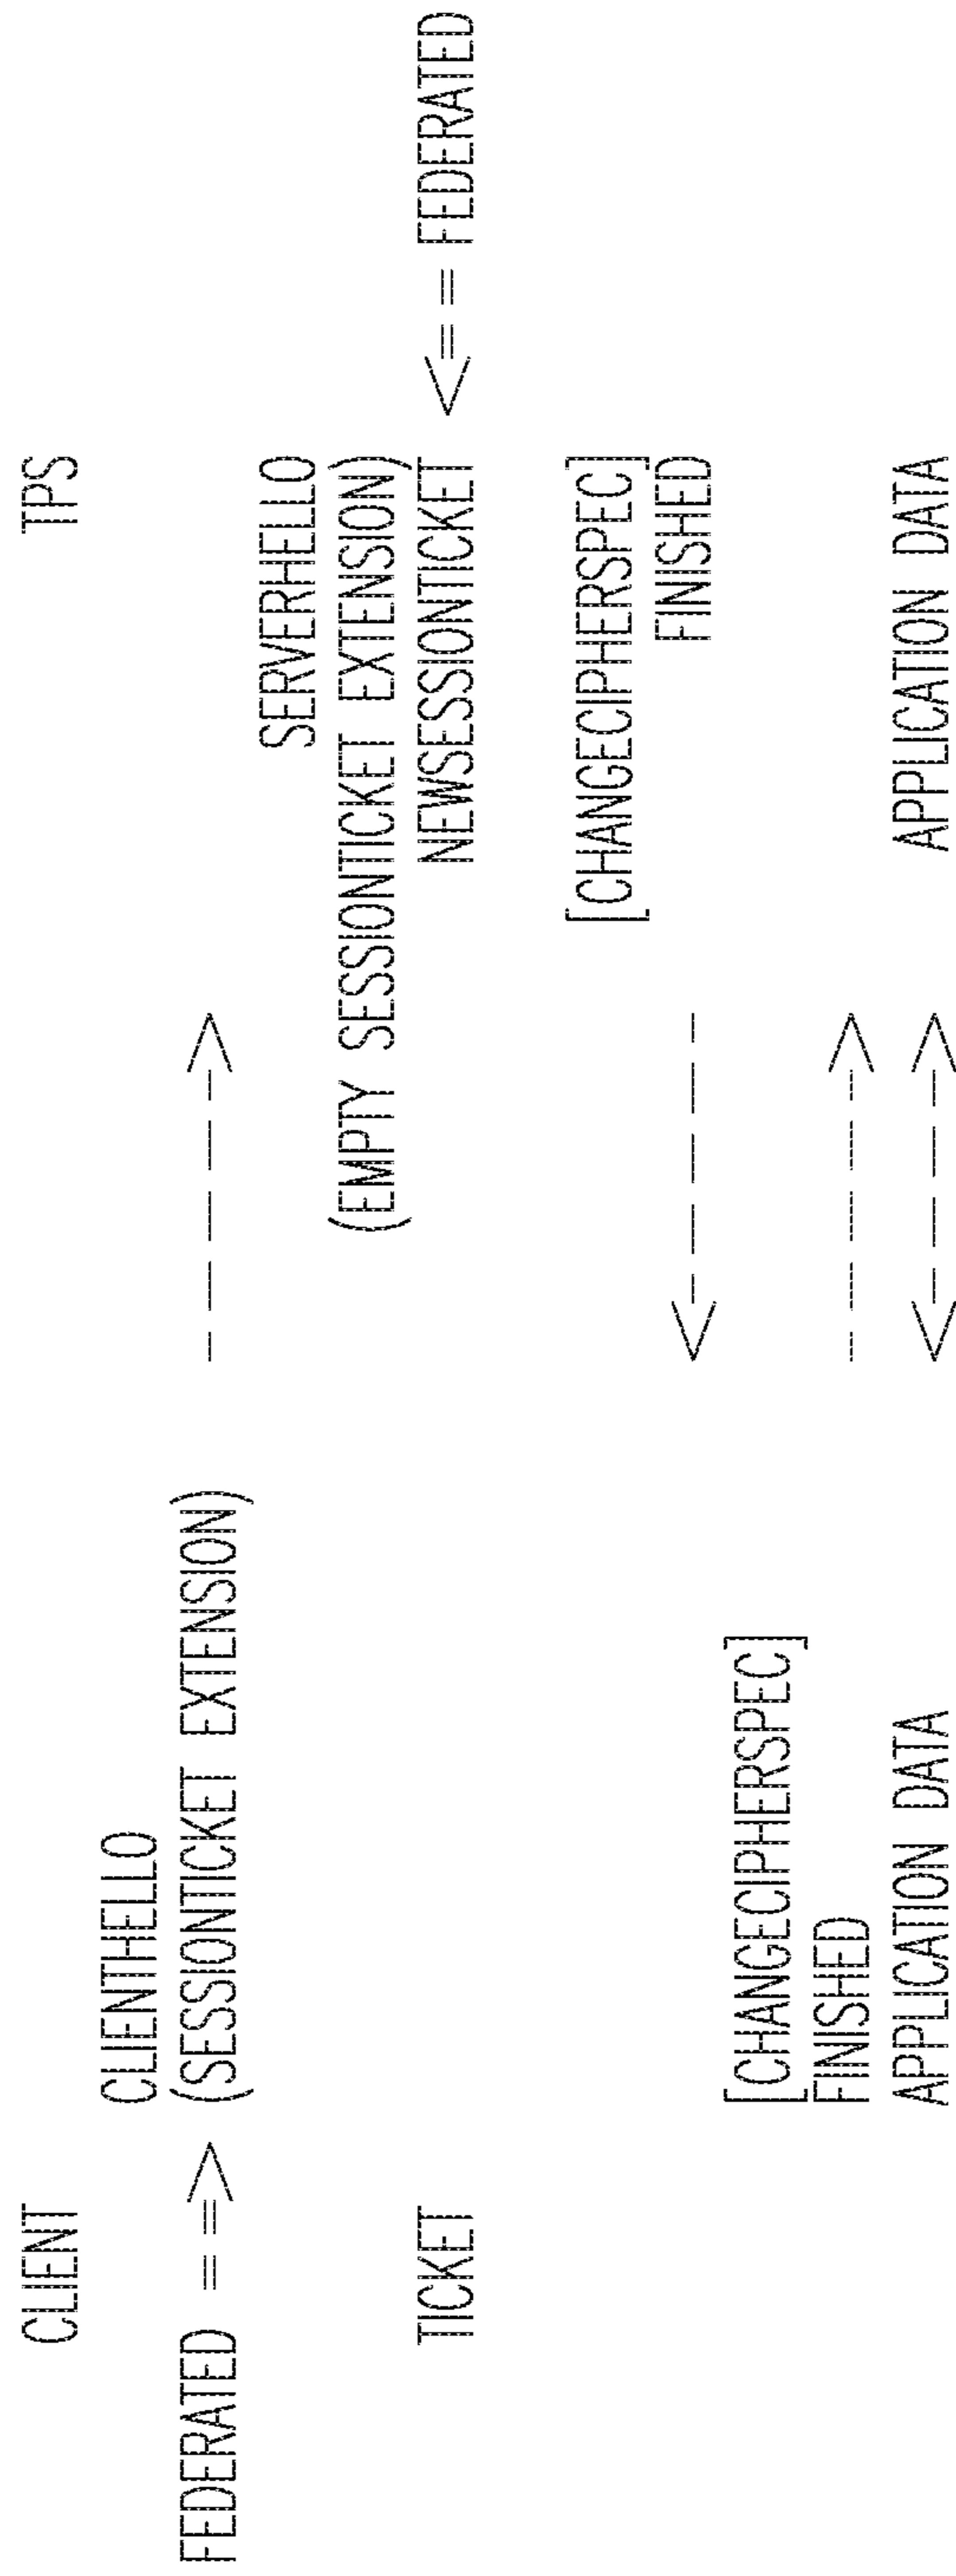 CLIENT TPS
CLIENTHELLO
FEDERATED ==> (SESSIONTICKET EXTENSION) ----->
SERVERHELLO
(EMPTY SESSIONTICKET EXTENSION)
TICKET NEWSESSIONTICKET <== FEDERATED
[CHANGECIPHERSPEC]
<----- FINISHED
[CHANGECIPHERSPEC]
FINISHED ----->
APPLICATION DATA <----> APPLICATION DATA